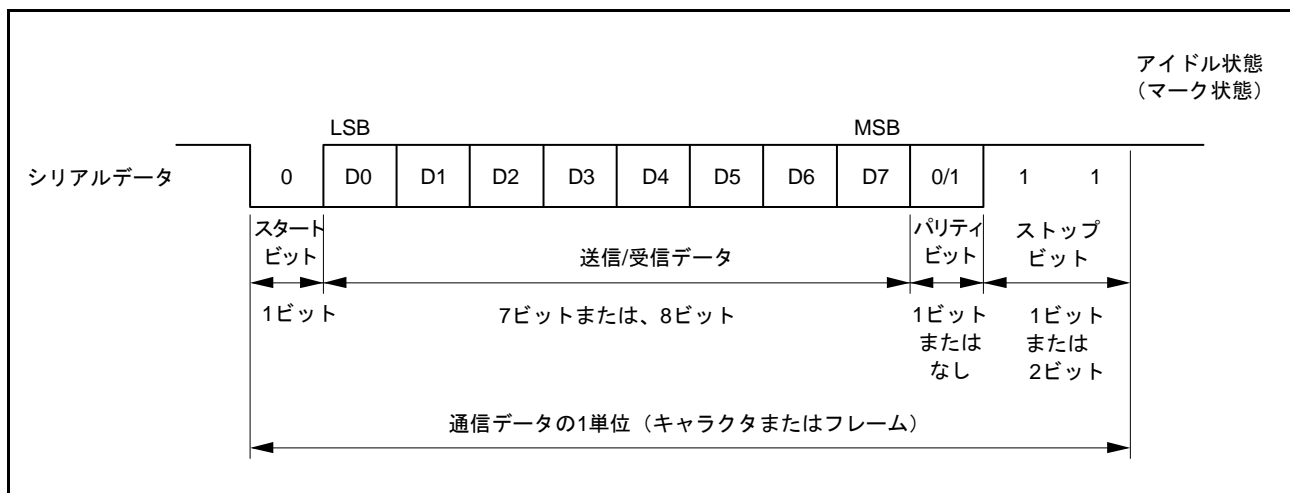 アイドル状態
（マーク状態）
LSB
MSB
シリアルデータ
0
D0
D1
D2
D3
D4
D5
D6
D7
0/1
1
1
スタート
ビット
送信/受信データ
パリティ
ビット
ストップ
ビット
1ビット
7ビットまたは、8ビット
1ビット
または
なし
1ビット
または
2ビット
通信データの1単位（キャラクタまたはフレーム）